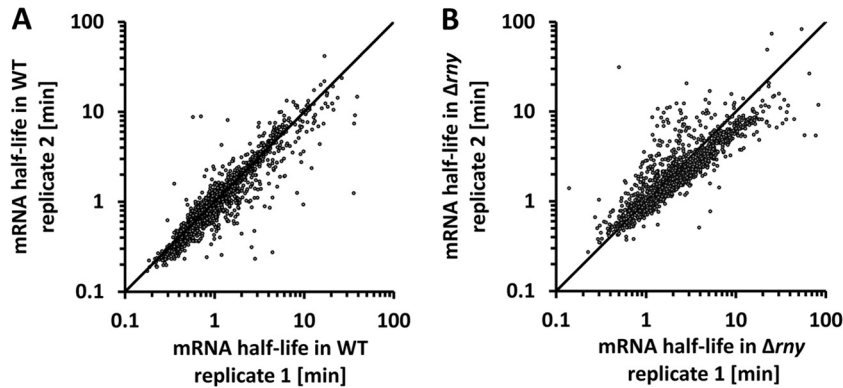 A
mRNA half-life in WT
replicate 2 [min]
100
10
1
0.1
0.1
1
10
100
mRNA half-life in WT
replicate 1 [min]
B
mRNA half-life in Δrny
replicate 2 [min]
100
10
1
0.1
0.1
1
10
100
mRNA half-life in Δrny
replicate 1 [min]